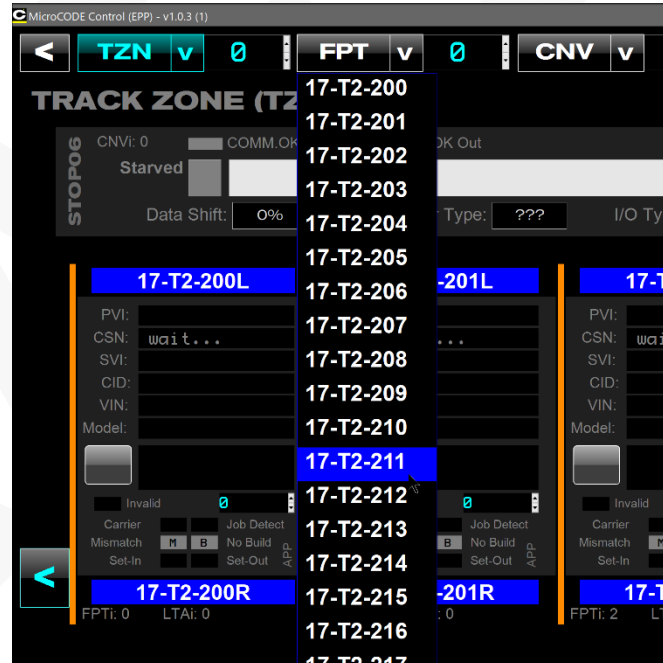 C MicroCODE Control (EPP) - v1.0.3 (1)
< TZN v 0 FPT v 0 CNV v
TRACK ZONE (TZ
STOP06
CNVi: 0 COMM.OK OK Out
Starved
Data Shift: 0% Type: ??? I/O Ty
17-T2-200
17-T2-201
17-T2-202
17-T2-203
17-T2-204
17-T2-205
17-T2-206
17-T2-207
17-T2-208
17-T2-209
17-T2-210
17-T2-211
17-T2-212
17-T2-213
17-T2-214
17-T2-215
17-T2-216
17-T2-217
17-T2-200L
PVI:
CSN: wait...
SVI:
CID:
VIN:
Model:
Invalid 0
Carrier Job Detect
Mismatch M B No Build
Set-In Set-Out
APP
<
17-T2-200R
FPTi: 0 LTAi: 0
-201L
...
0
Job Detect
B No Build
Set-Out
APP
-201R
: 0
17-T
PVI:
CSN: wai
SVI:
CID:
VIN:
Model:
Invalid
Carrier
Mismatch M
Set-In
17-T
FPTi: 2 LT